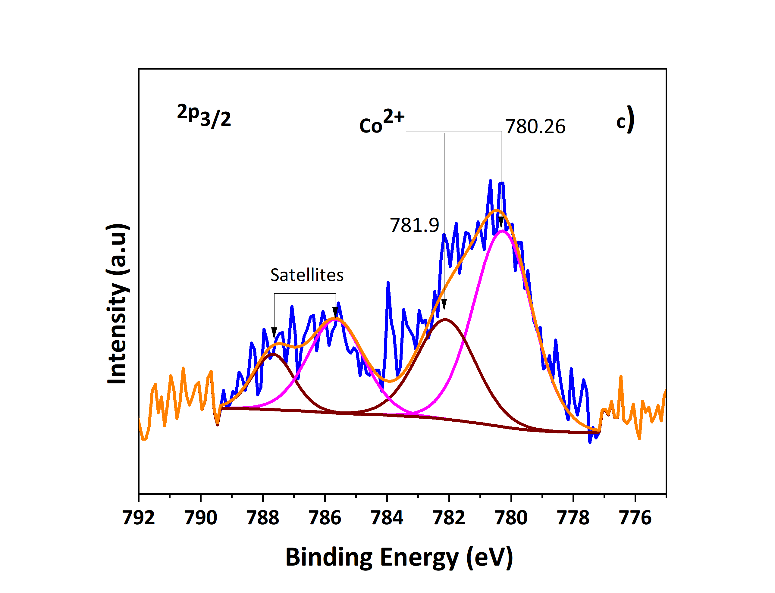 2p3/2
Co2+
780.26
c)
781.9
Satellites
Intensity (a.u)
792 790 788 786 784 782 780 778 776
Binding Energy (eV)